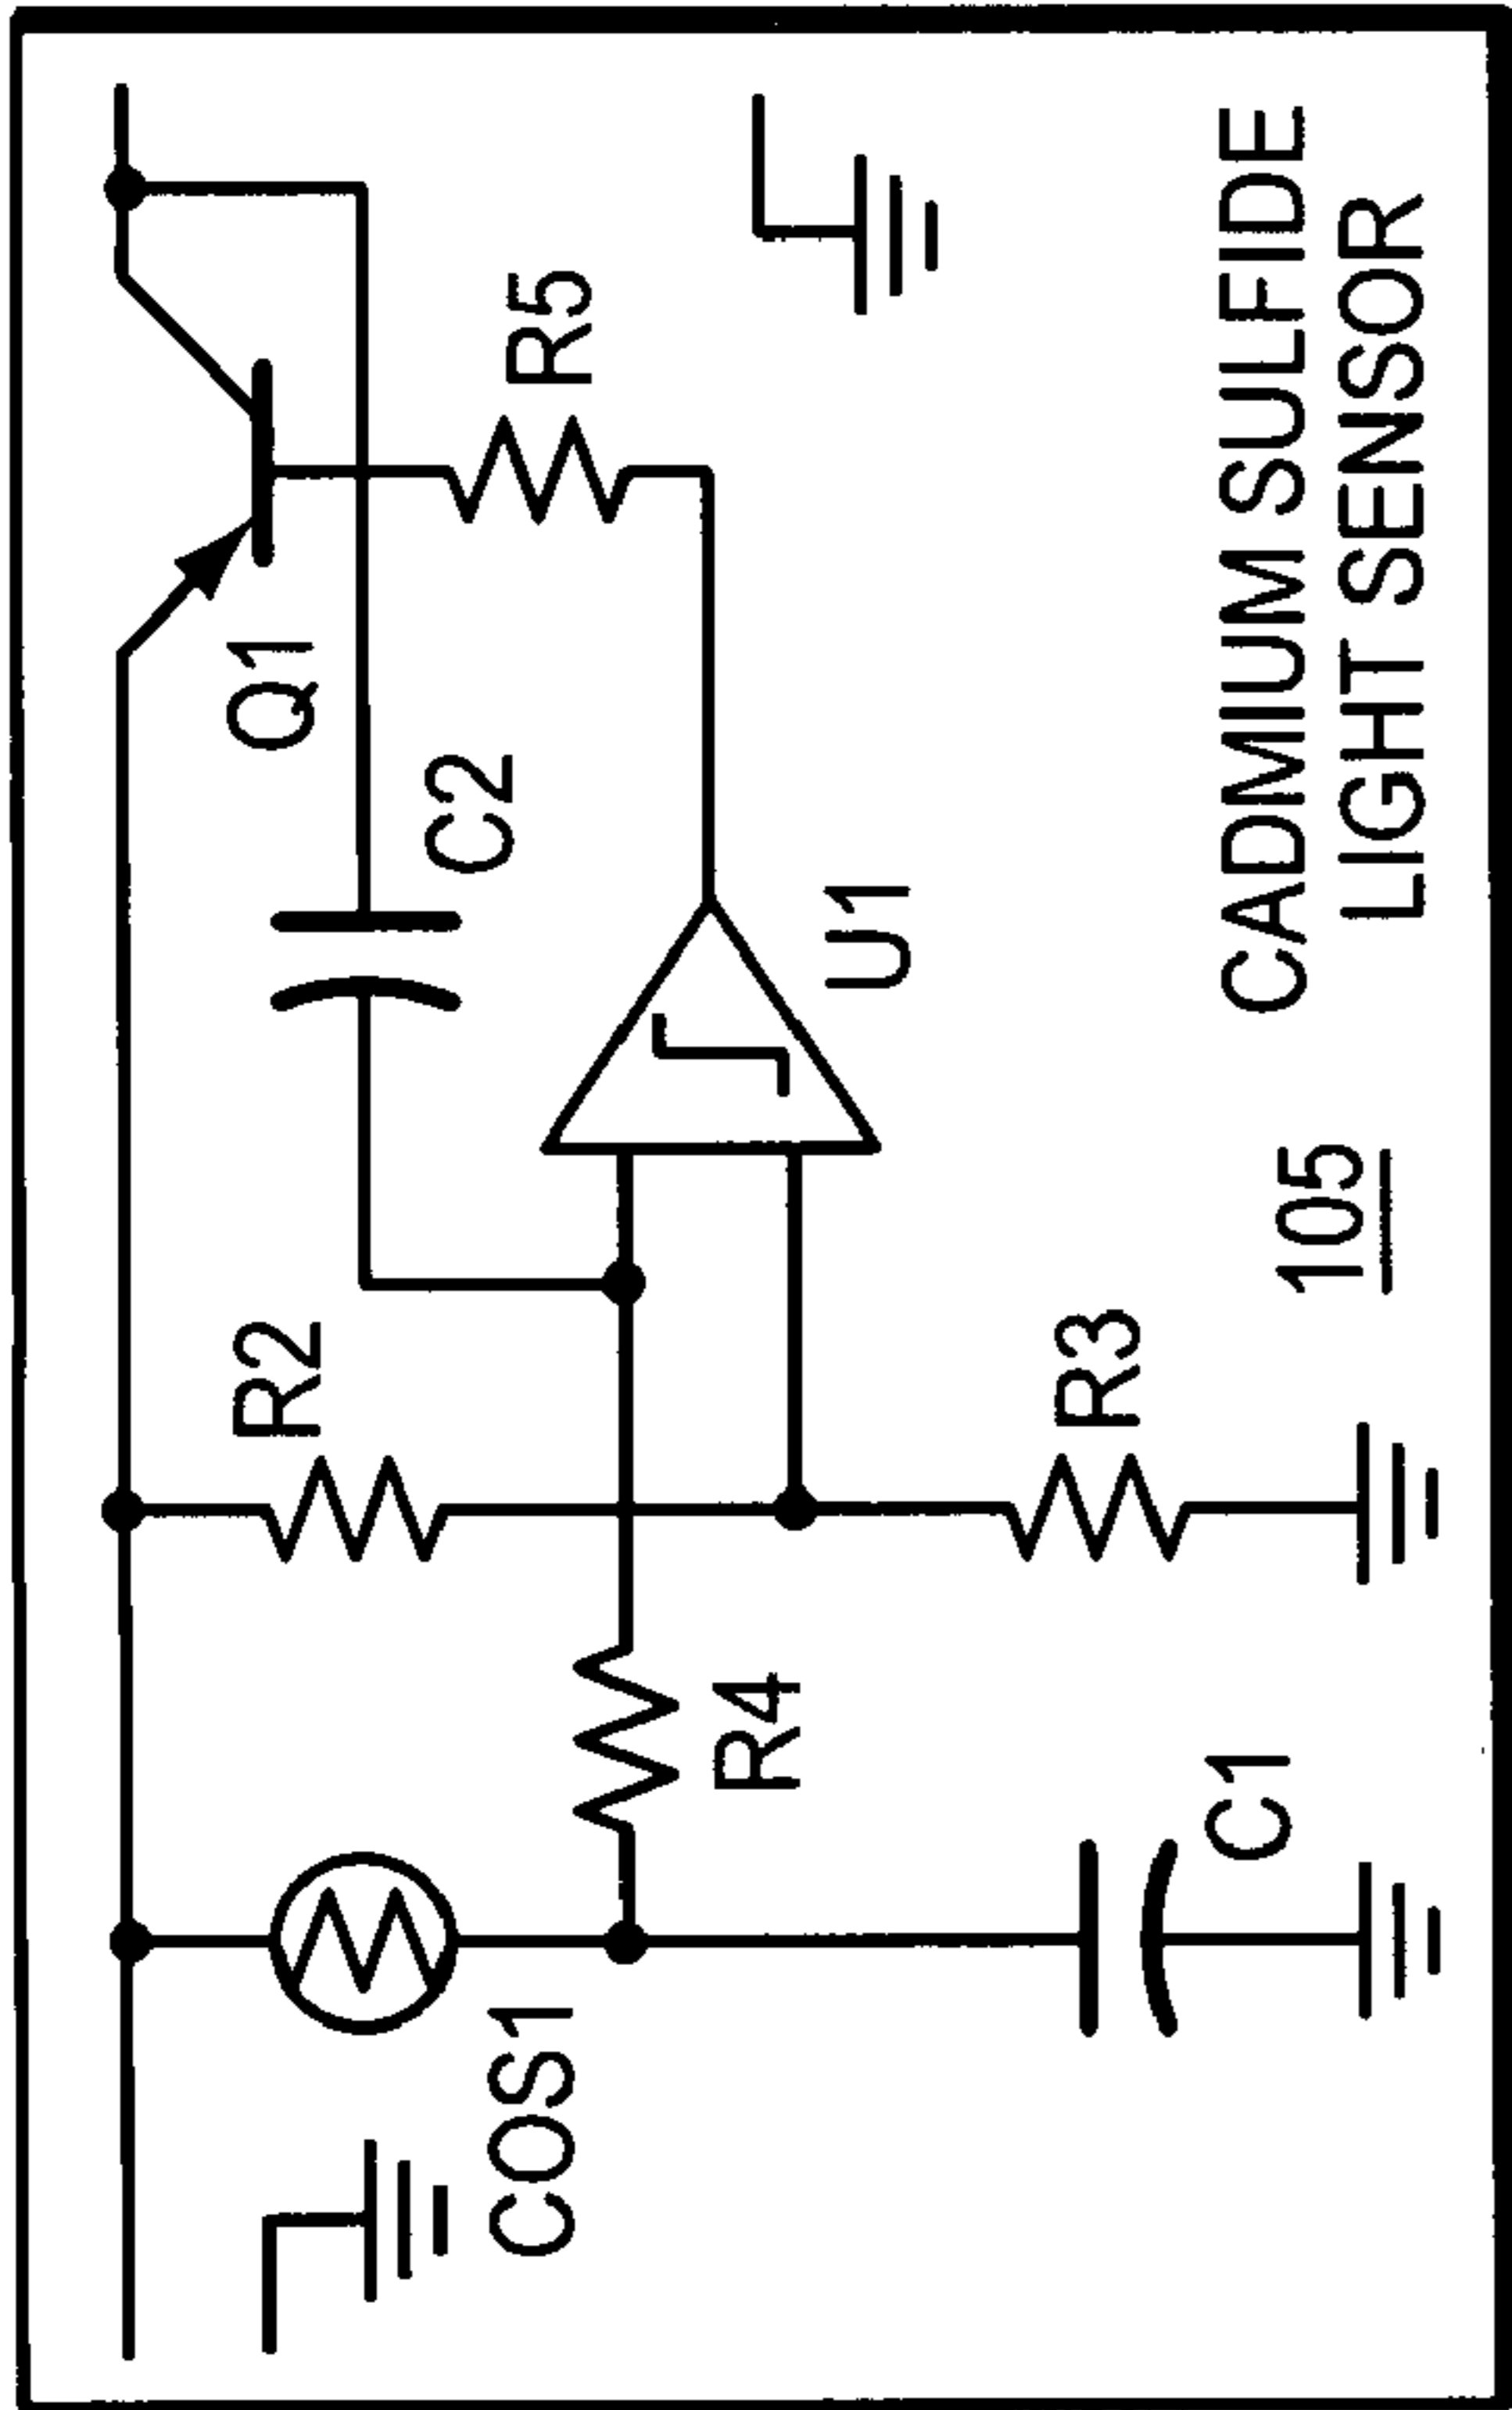 COS1
R2
C2
Q1
R5
R4
U1
R3
C1
105
CADMIUM SULFIDE
LIGHT SENSOR